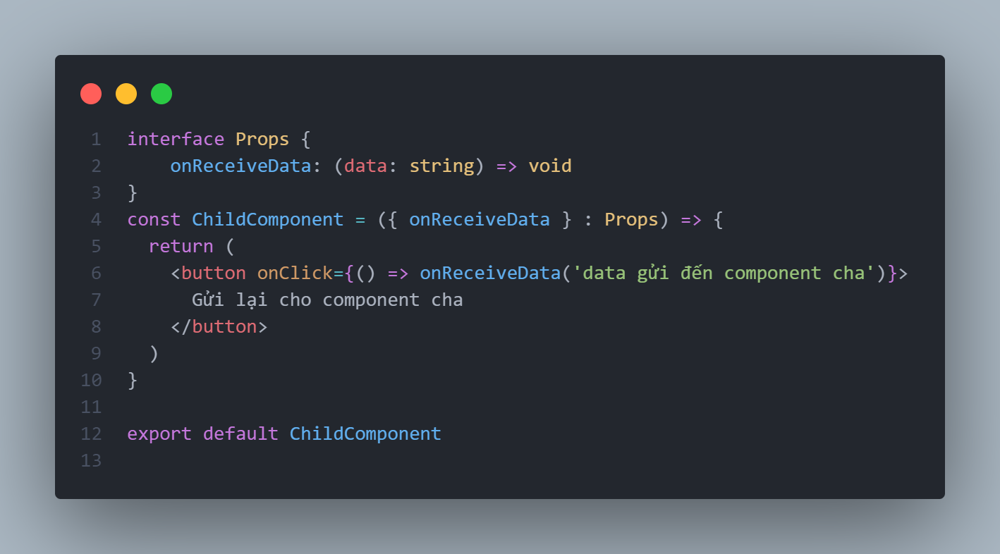 1 interface Props {
2     onReceiveData: (data: string) => void
3 }
4 const ChildComponent = ({ onReceiveData } : Props) => {
5   return (
6     <button onClick={() => onReceiveData('data gửi đến component cha')}>
7       Gửi lại cho component cha
8     </button>
9   )
10 }
11
12 export default ChildComponent
13